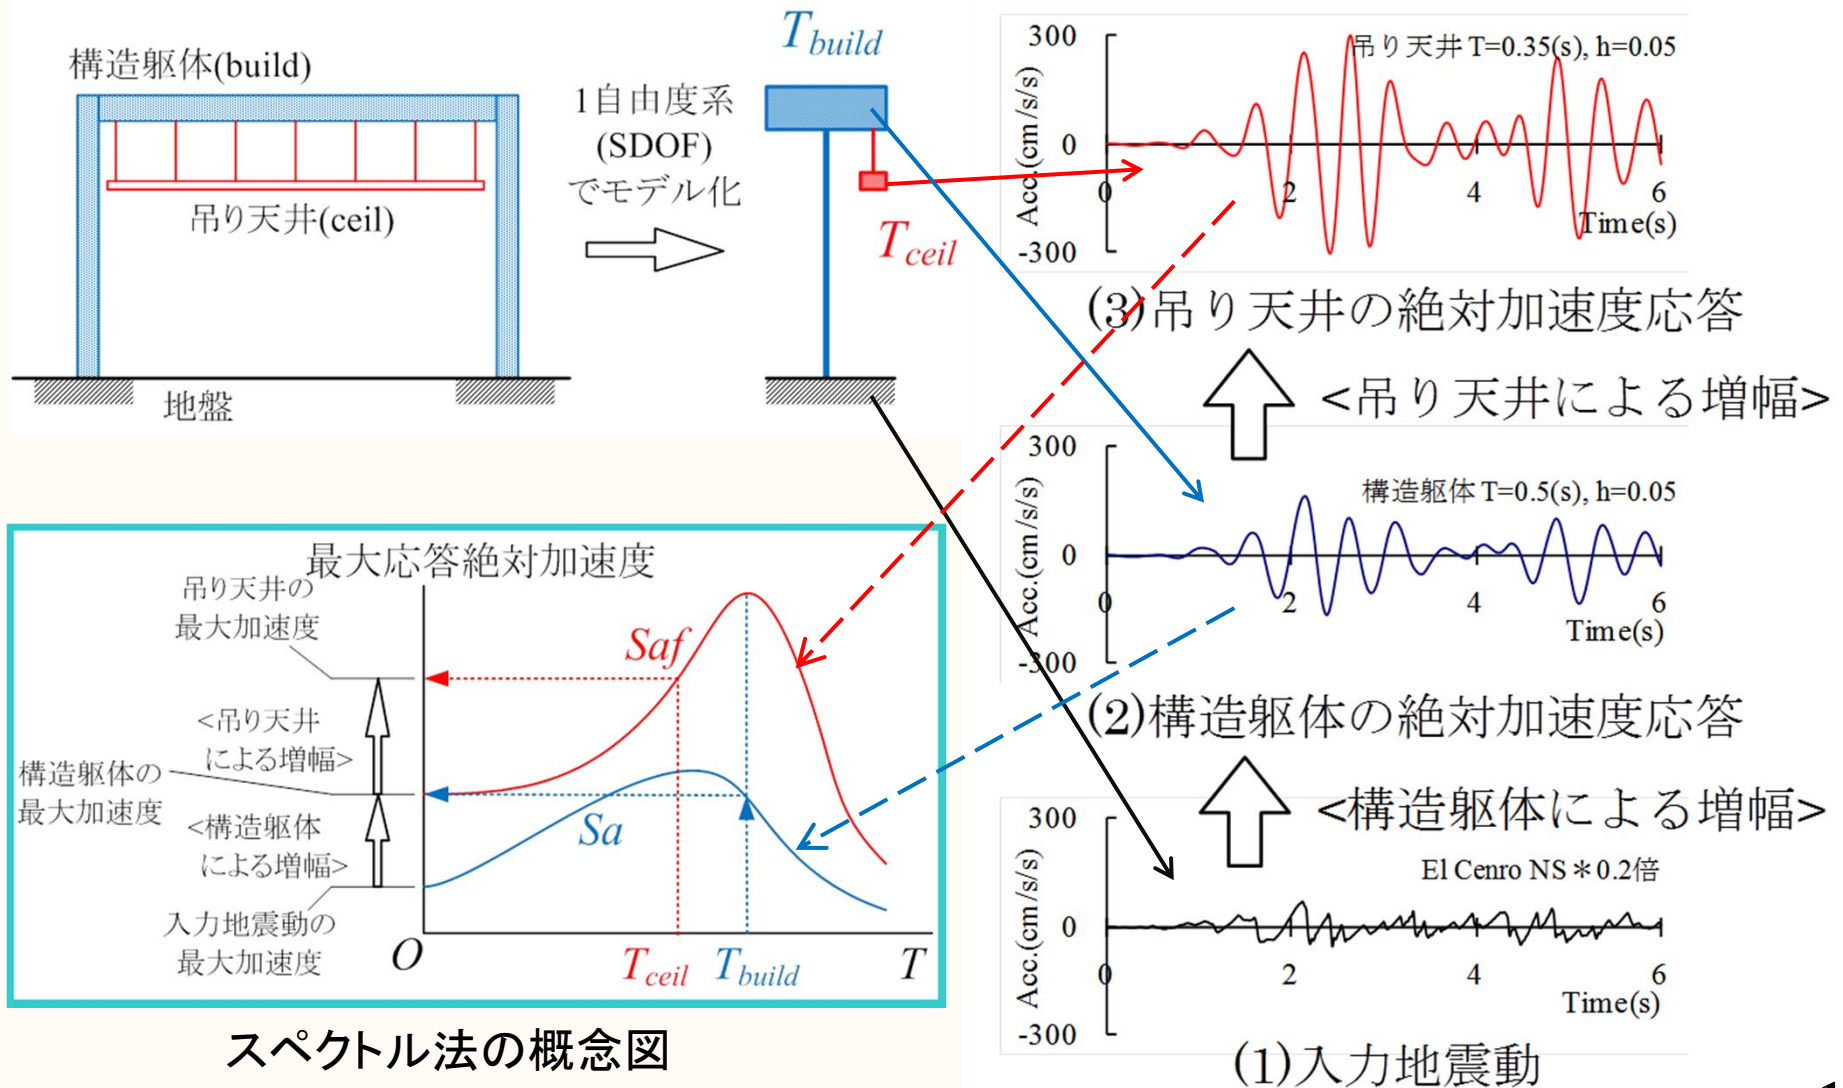 構造躯体(build)
吊り天井(ceil)
地盤
1自由度系
(SDOF)
でモデル化
Tbuild
Tceil
300
0
-300
Acc.(cm/s/s)
吊り天井 T=0.35(s), h=0.05
0
2
4
6
Time(s)
(3)吊り天井の絶対加速度応答
<吊り天井による増幅>
300
0
-300
Acc.(cm/s/s)
構造躯体 T=0.5(s), h=0.05
0
2
4
6
Time(s)
(2)構造躯体の絶対加速度応答
<構造躯体による増幅>
300
0
-300
Acc.(cm/s/s)
El Cenro NS＊0.2倍
0
2
4
6
Time(s)
(1)入力地震動
最大応答絶対加速度
吊り天井の
最大加速度
<吊り天井
による増幅>
構造躯体の
最大加速度
<構造躯体
による増幅>
入力地震動の
最大加速度
Saf
Sa
O
Tceil
Tbuild
T
スペクトル法の概念図